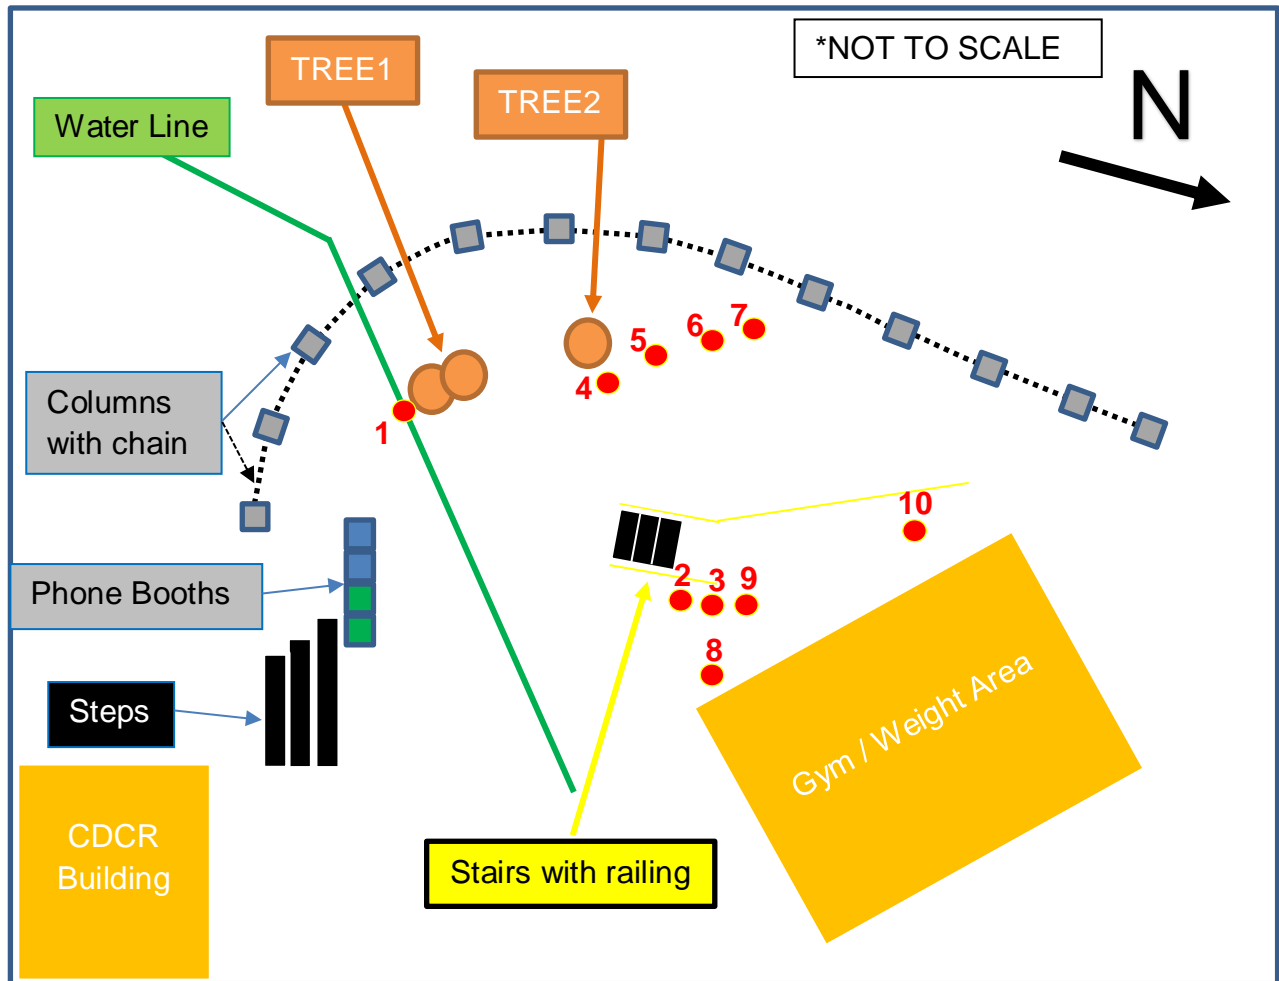 *NOT TO SCALE
TREE1
TREE2
N
Water Line
7
6
5
4
1
Columns
with chain
10
Phone Booths
2
3
9
8
Steps
Gym / Weight Area
CDCR
Building
Stairs with railing